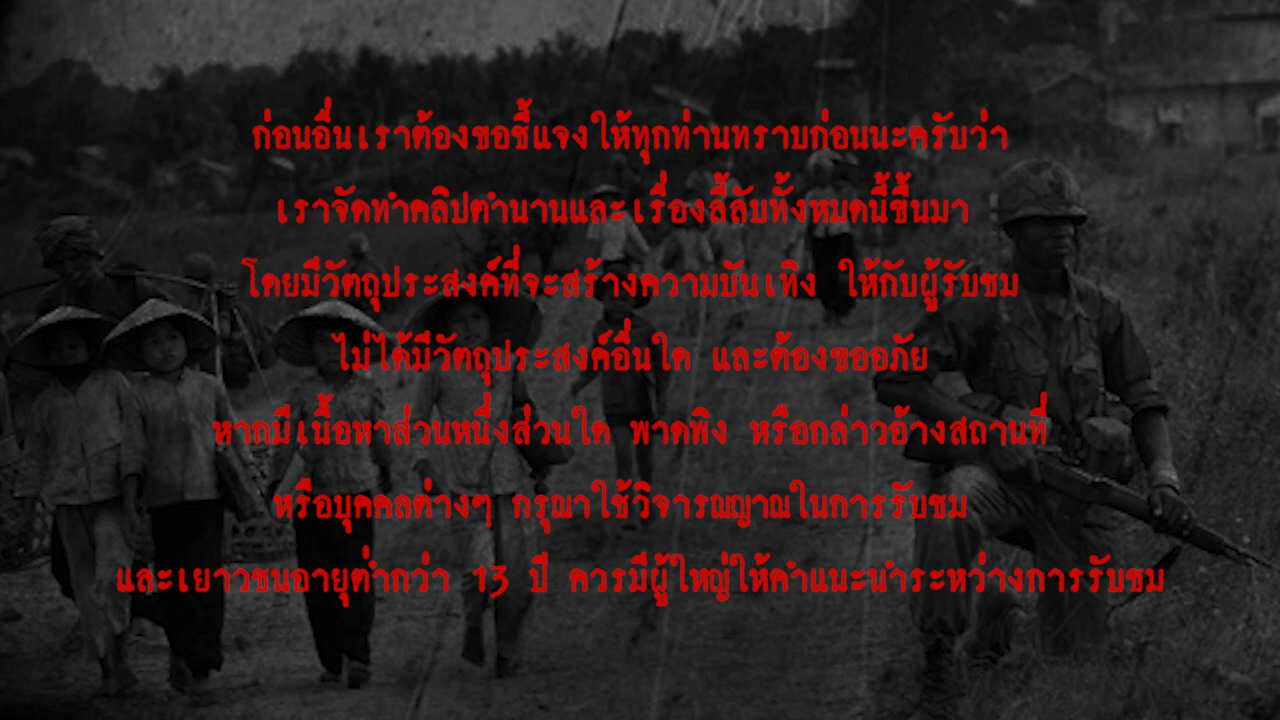 ก่อนอื่นเราต้องขอชี้แจงให้ทุกท่านทราบก่อนนะครับว่า
เราจัดทำคลิปตำนานและเรื่องลี้ลับทั้งหมดนี้ขึ้นมา
โดยมีวัตถุประสงค์ที่จะสร้างความบันเทิง ให้กับผู้รับชม
ไม่ได้มีวัตถุประสงค์อื่นใด และต้องขออภัย
หากมีเนื้อหาส่วนหนึ่งส่วนใด พาดพิง หรือกล่าวอ้างสถานที่
หรือบุคคลต่างๆ กรุณาใช้วิจารณญาณในการรับชม
และเยาวชนอายุต่ำกว่า 13 ปี ควรมีผู้ใหญ่ให้คำแนะนำระหว่างการรับชม